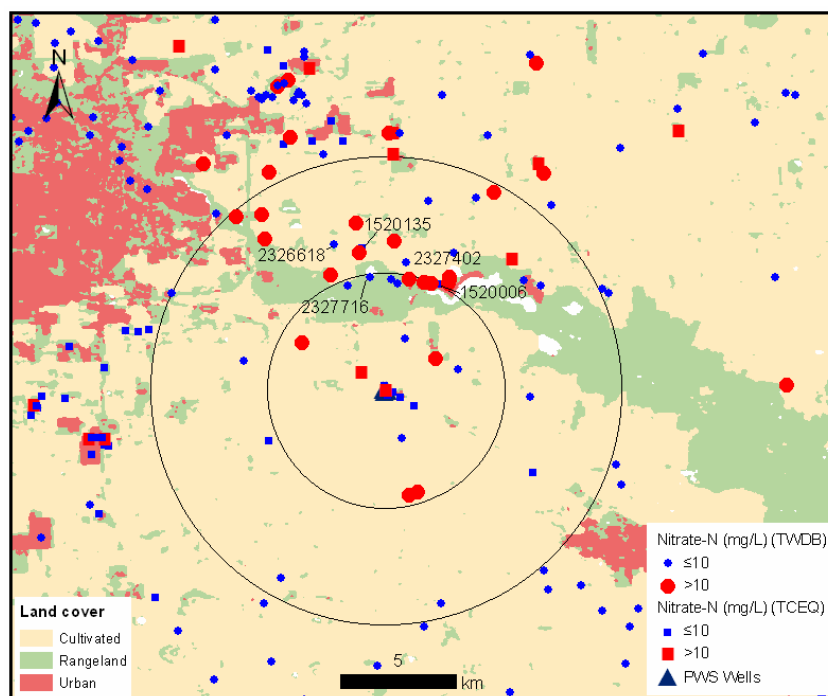 N
1520135
2326618
2327402
2327716
1520006
Land cover
Cultivated
Rangeland
Urban
5
km
Nitrate-N (mg/L) (TWDB)
≤10
>10
Nitrate-N (mg/L) (TCEQ)
≤10
>10
PWS Wells